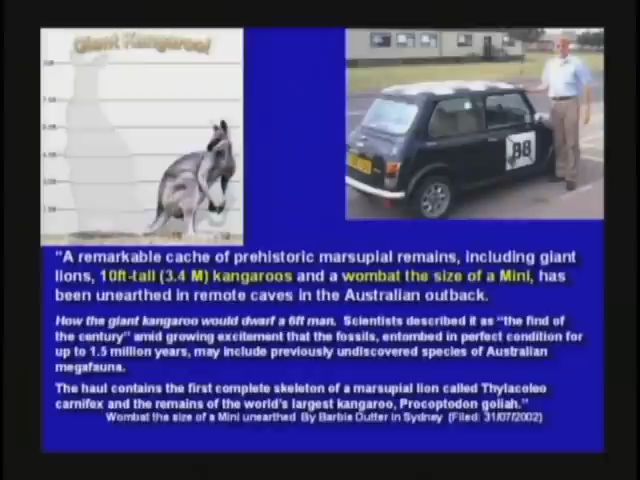 Giant Kangaroo!
88
"A remarkable cache of prehistoric marsupial remains, including giant
lions, 10ft-tall (3.4 M) kangaroos and a wombat the size of a Mini, has
been unearthed in remote caves in the Australian outback.
How the giant kangaroo would dwarf a 6ft man. Scientists described it as "the find of
the century" amid growing excitement that the fossils, entombed in perfect condition for
up to 1.5 million years, may include previously undiscovered species of Australian
megafauna.
The haul contains the first complete skeleton of a marsupial lion called Thylacoleo
carnifex and the remains of the world's largest kangaroo, Procoptodon goliah."
Wombat the size of a Mini unearthed By Barbie Dutter in Sydney (Filed: 31/07/2002)